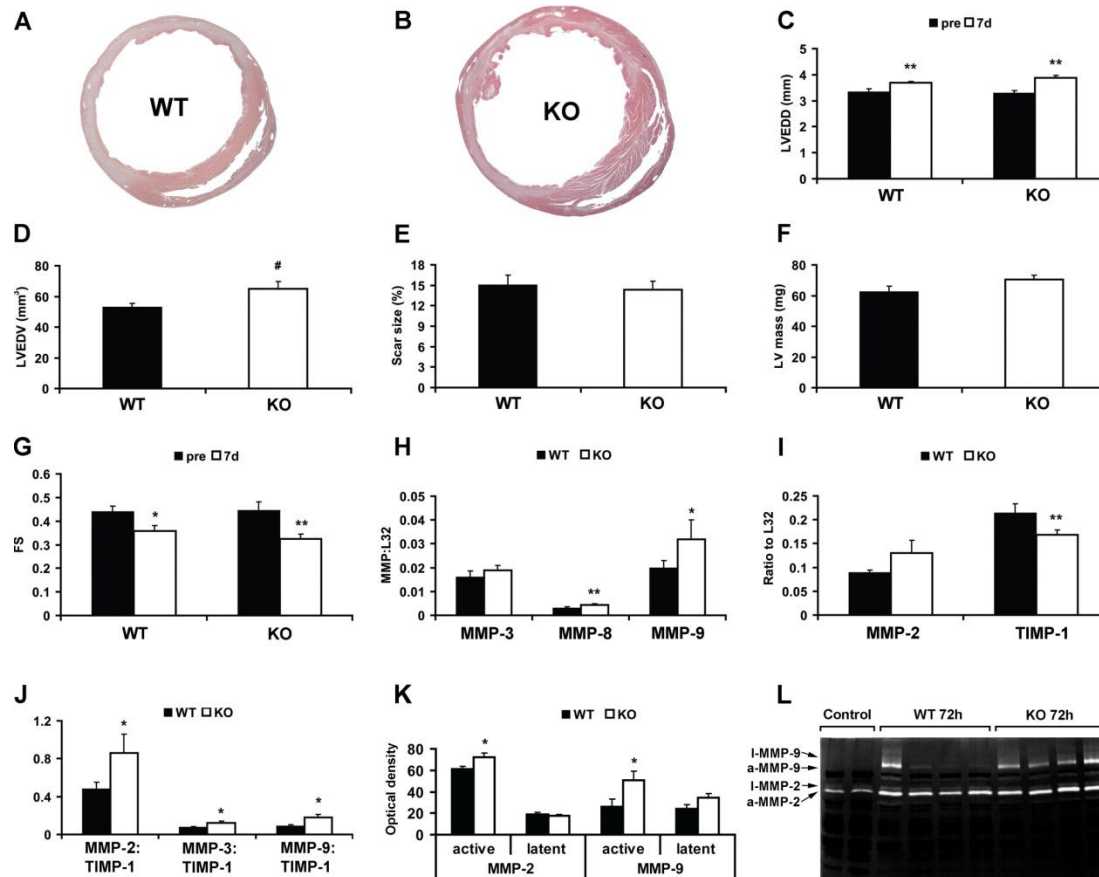 A
WT
B
KO
C
pre 7d
LVEDD (mm)
6
5
4
3
2
1
0
**
**
WT KO
D
LVEDV (mm³)
80
60
40
20
0
#
WT KO
E
Scar size (%)
18
15
12
9
6
3
0
WT KO
F
LV mass (mg)
80
60
40
20
0
WT KO
G
pre 7d
FS
0.6
0.5
0.4
0.3
0.2
0.1
0
*
**
WT KO
H
WT KO
MMP:L32
0.05
0.04
0.03
0.02
0.01
0
**
*
MMP-3 MMP-8 MMP-9
I
WT KO
Ratio to L32
0.25
0.2
0.15
0.1
0.05
0
**
MMP-2 TIMP-1
J
WT KO
1.2
0.8
0.4
0
*
*
*
MMP-2: MMP-3: MMP-9:
TIMP-1 TIMP-1 TIMP-1
K
WT KO
Optical density
80
60
40
20
0
*
*
active latent active latent
MMP-2 MMP-9
L
Control WT 72h KO 72h
l-MMP-9
a-MMP-9
l-MMP-2
a-MMP-2